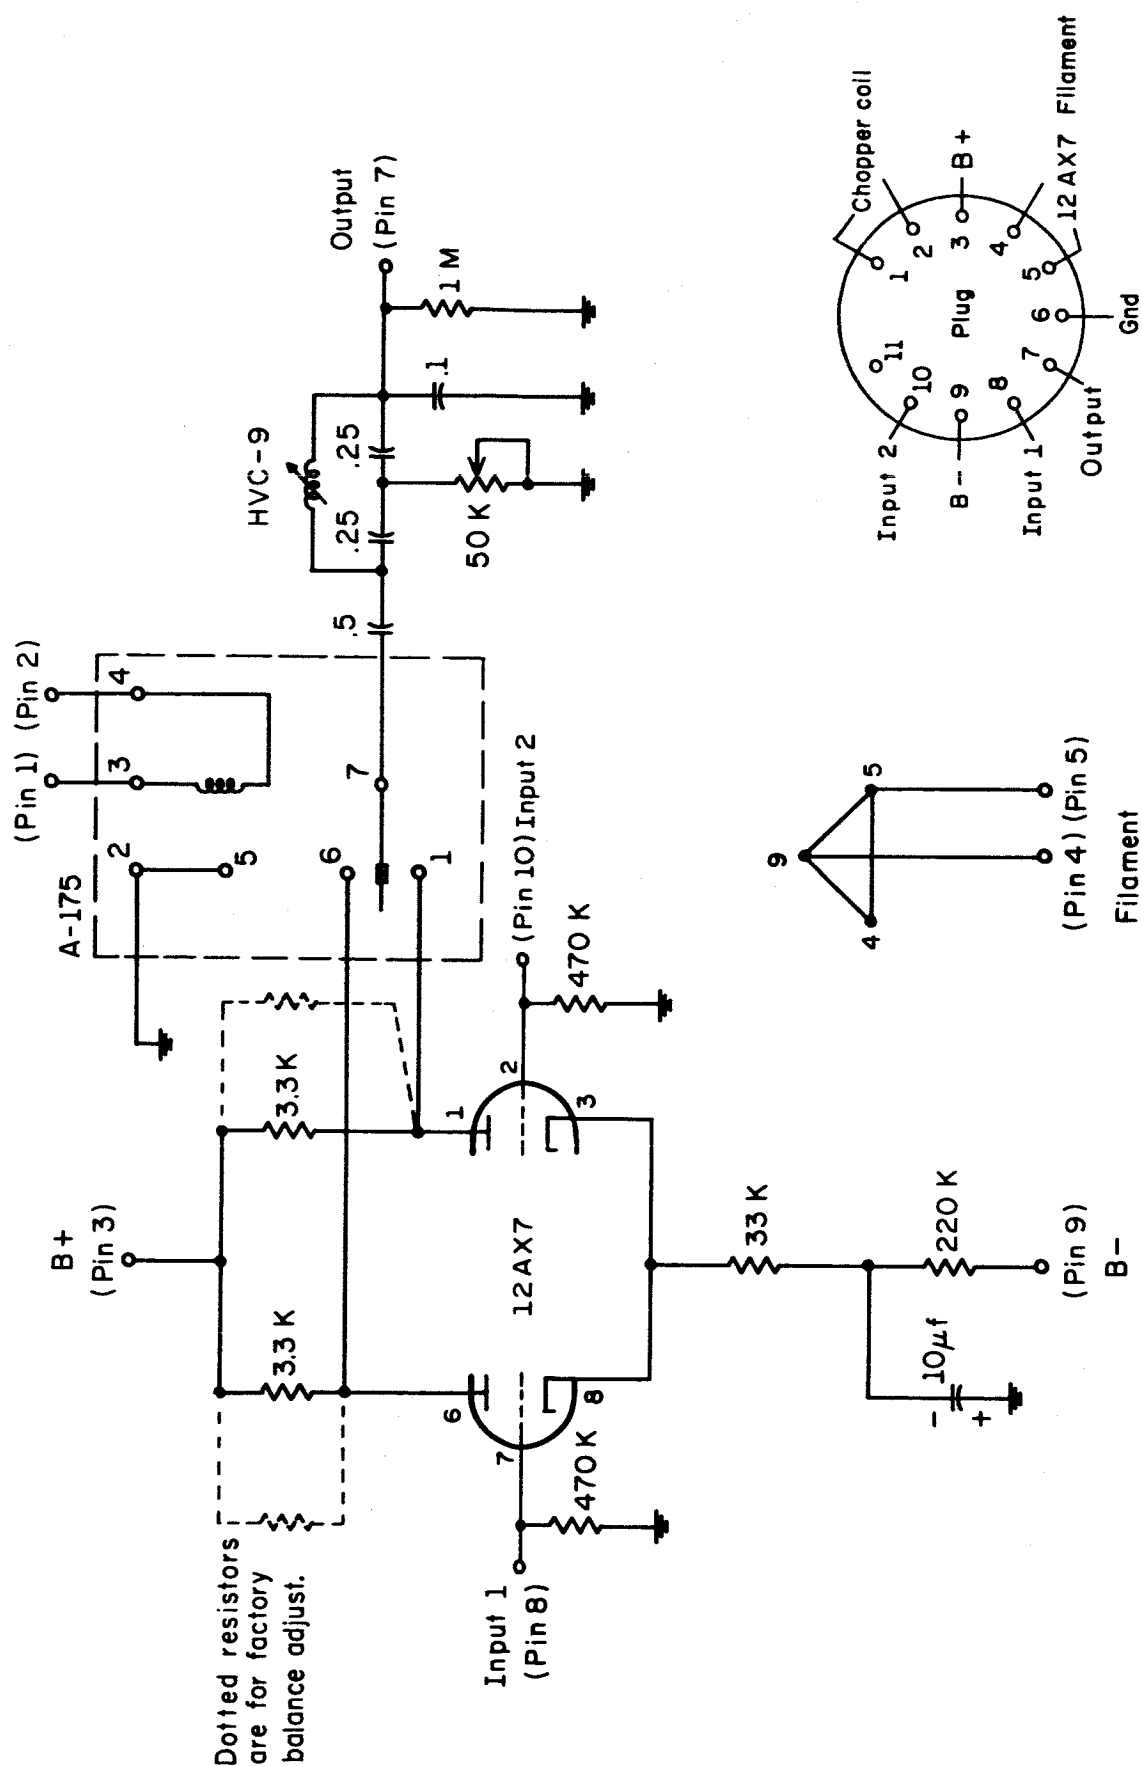 Dotted resistors
are for factory
balance adjust.
B+
(Pin 3)
3.3 K
3.3 K
A-175
(Pin 1) (Pin 2)
2
3
4
5
6
7
1
.5
HVC-9
.25
.25
50 K
.1
1 M
Output
(Pin 7)
Input 1
(Pin 8)
7
6
8
470 K
12AX7
1
2
3
(Pin 10) Input 2
470 K
33 K
220 K
10μf
-
+
(Pin 9)
B-
9
4
5
(Pin 4) (Pin 5)
Filament
Chopper coil
B+
12 AX7 Filament
Gnd
Output
Input 1
B-
Input 2
Plug
1
2
3
4
5
6
7
8
9
10
11